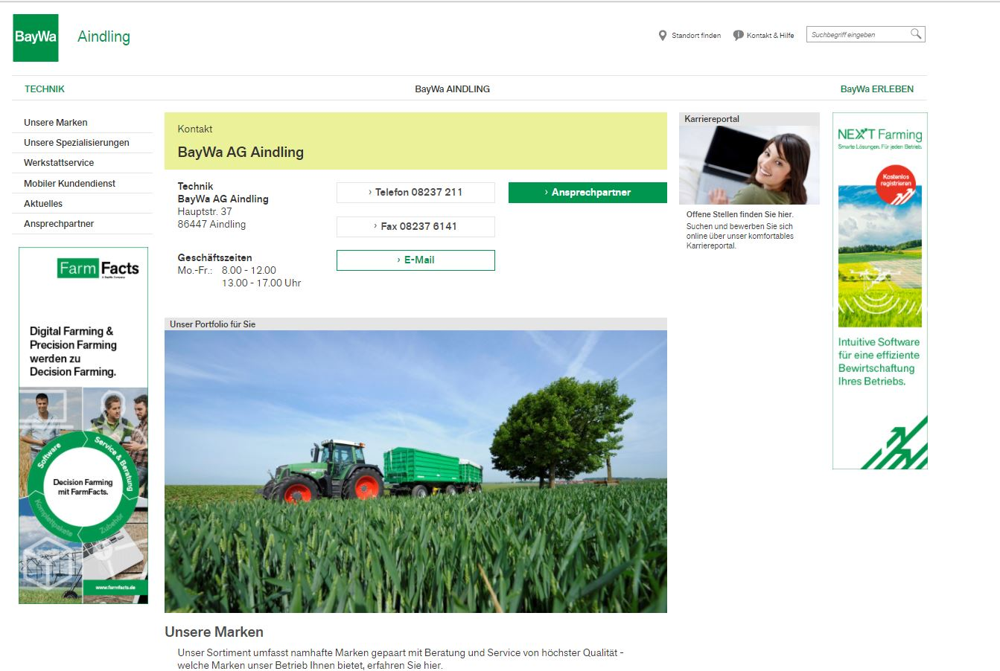 BayWa
Aindling
Standort finden
Kontakt & Hilfe
Suchbegriff eingeben
TECHNIK
BayWa AINDLING
BayWa ERLEBEN
Unsere Marken
Unsere Spezialisierungen
Werkstattservice
Mobiler Kundendienst
Aktuelles
Ansprechpartner
FarmFacts
A BayWa Company
Digital Farming &
Precision Farming
werden zu
Decision Farming.
Software
Service & Beratung
Komplettpakete
Zubehör
Decision Farming
mit FarmFacts.
www.farmfacts.de
Kontakt
BayWa AG Aindling
Technik
BayWa AG Aindling
Hauptstr. 37
86447 Aindling
Geschäftszeiten
Mo.-Fr.: 8.00 - 12.00
13.00 - 17.00 Uhr
› Telefon 08237 211
› Fax 08237 6141
› E-Mail
› Ansprechpartner
Unser Portfolio für Sie
Unsere Marken
Unser Sortiment umfasst namhafte Marken gepaart mit Beratung und Service von höchster Qualität -
welche Marken unser Betrieb Ihnen bietet, erfahren Sie hier.
Karriereportal
Offene Stellen finden Sie hier.
Suchen und bewerben Sie sich
online über unser komfortables
Karriereportal.
NEXT Farming
Smarte Lösungen. Für jeden Betrieb.
Kostenlos
registrieren
Intuitive Software
für eine effiziente
Bewirtschaftung
Ihres Betriebs.